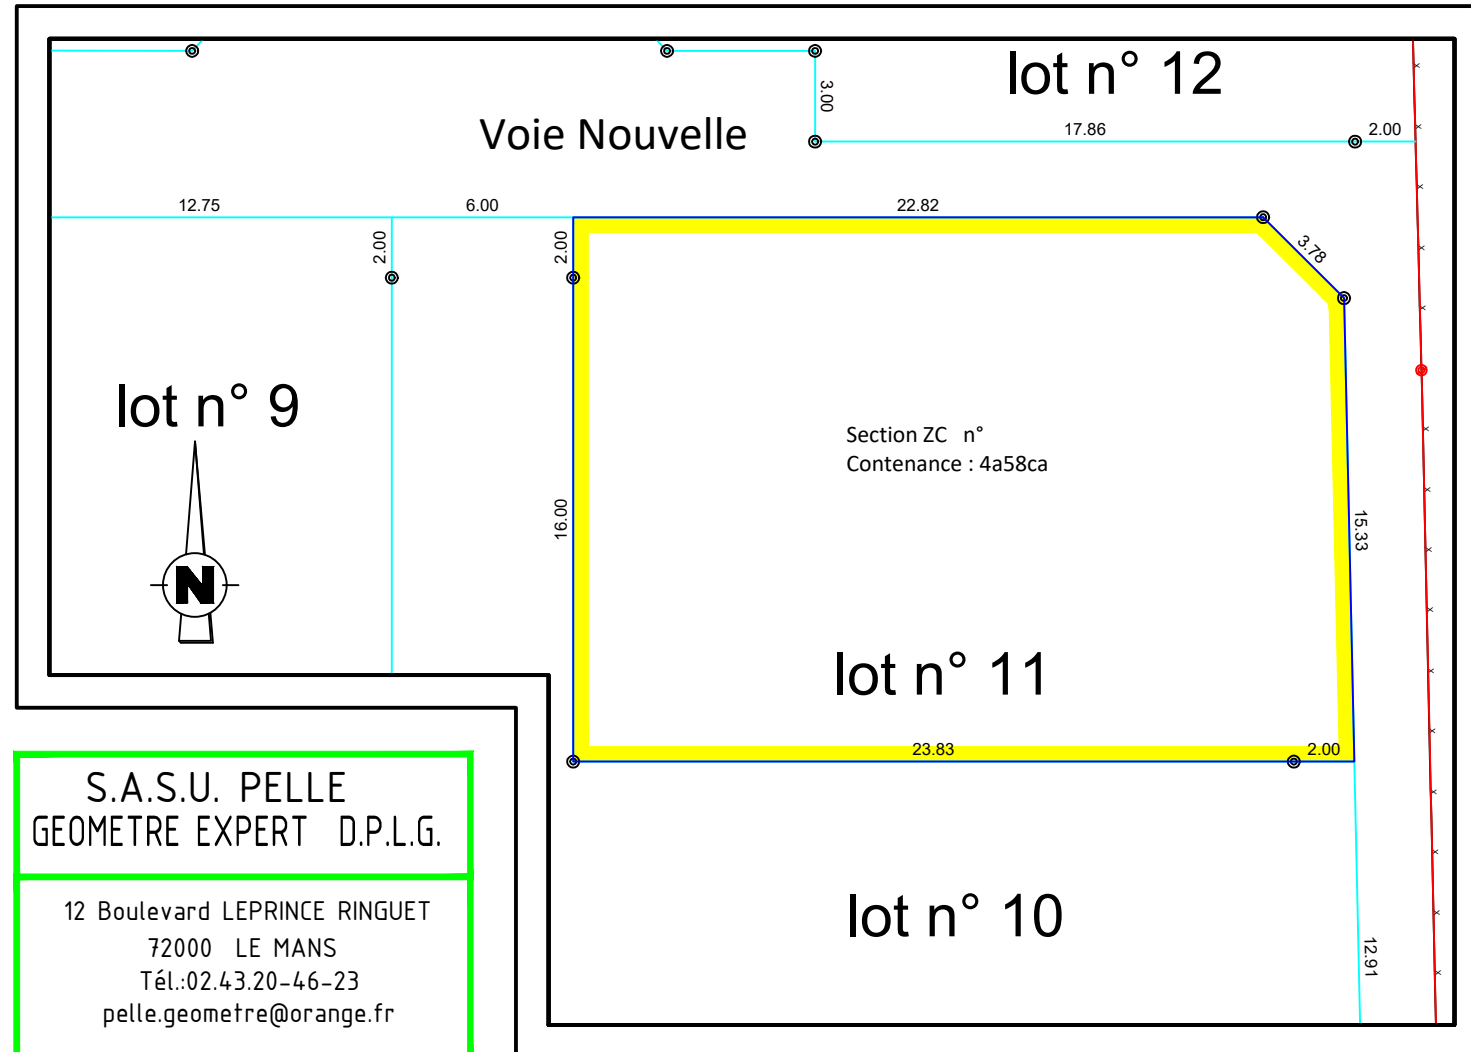 lot n° 12
3.00
Voie Nouvelle
17.86
2.00
12.75
6.00
22.82
2.00
2.00
3.78
lot n° 9
Section ZC n°
Contenance : 4a58ca
16.00
15.33
N
lot n° 11
23.83
2.00
S.A.S.U. PELLE
GEOMETRE EXPERT D.P.L.G.
12 Boulevard LEPRINCE RINGUET
72000 LE MANS
Tél.:02.43.20-46-23
pelle.geometre@orange.fr
lot n° 10
12.91